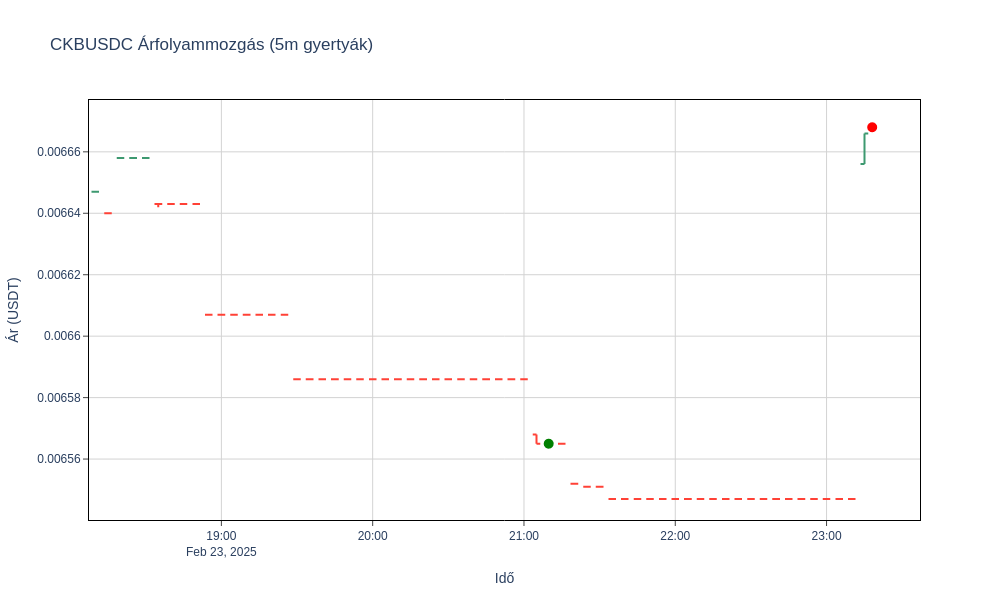 CKBUSDC Árfolyammozgás (5m gyertyák)
0.00666
0.00664
0.00662
0.0066
0.00658
0.00656
Ár (USDT)
19:00
20:00
21:00
22:00
23:00
Feb 23, 2025
Idő